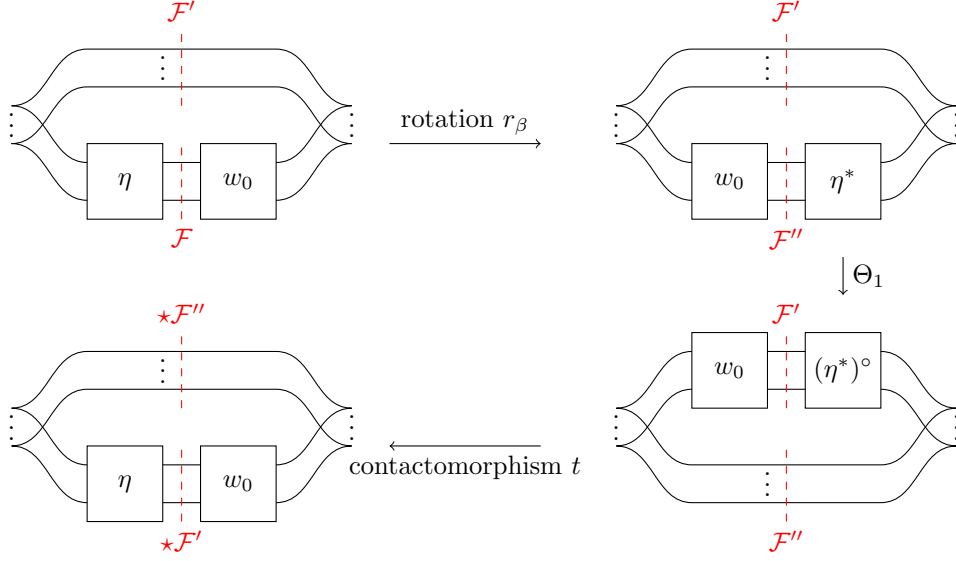 𝓕′
𝓕′
⋮
⋮
rotation r_β
⋮
⋮
⋮
⋮
η
w₀
w₀
η*
𝓕
𝓕″
Θ₁
⋆𝓕″
𝓕′
⋮
w₀
(η*)°
⋮
⋮
⋮
⋮
contactomorphism t
η
w₀
⋮
⋆𝓕′
𝓕″